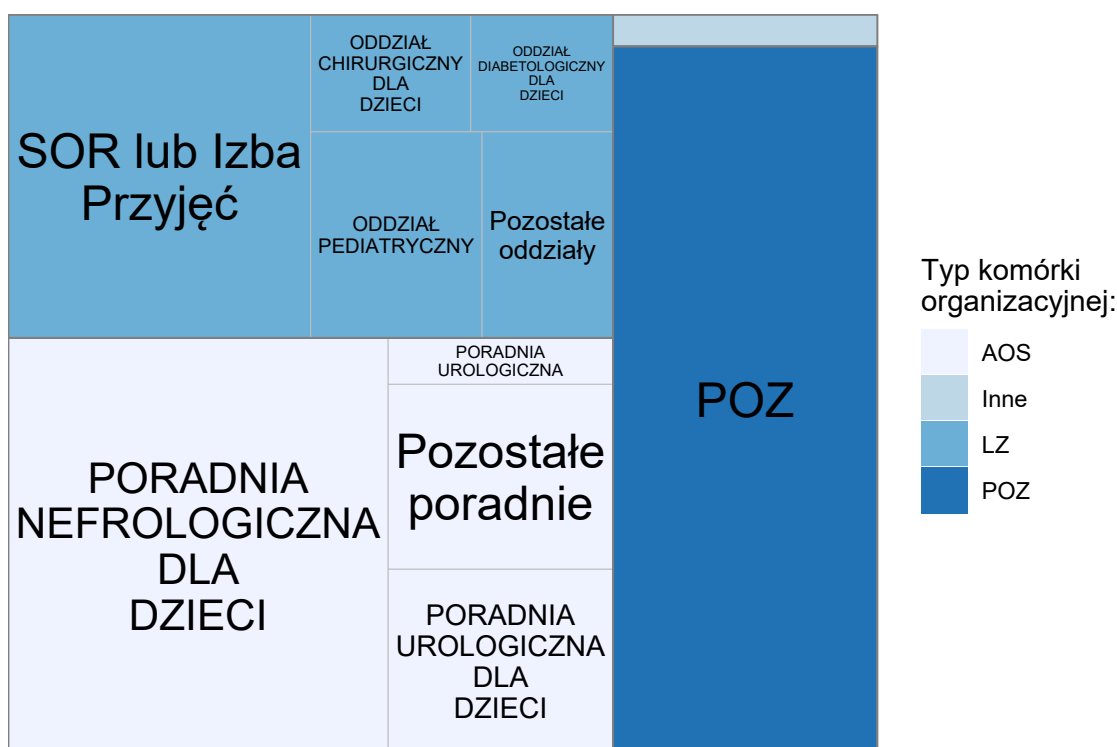 SOR lub Izba
Przyjęć
ODDZIAŁ
CHIRURGICZNY
DLA
DZIECI
ODDZIAŁ
DIABETOLOGICZNY
DLA
DZIECI
ODDZIAŁ
PEDIATRYCZNY
Pozostałe
oddziały
PORADNIA
NEFROLOGICZNA
DLA
DZIECI
PORADNIA
UROLOGICZNA
Pozostałe
poradnie
PORADNIA
UROLOGICZNA
DLA
DZIECI
POZ
Typ komórki
organizacyjnej:
AOS
Inne
LZ
POZ